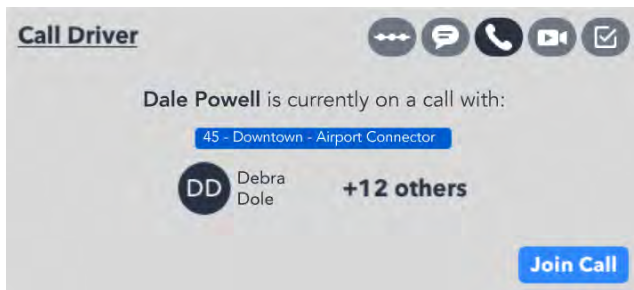 Call Driver
Dale Powell is currently on a call with:
45 - Downtown - Airport Connector
DD
Debra
Dole
+12 others
Join Call